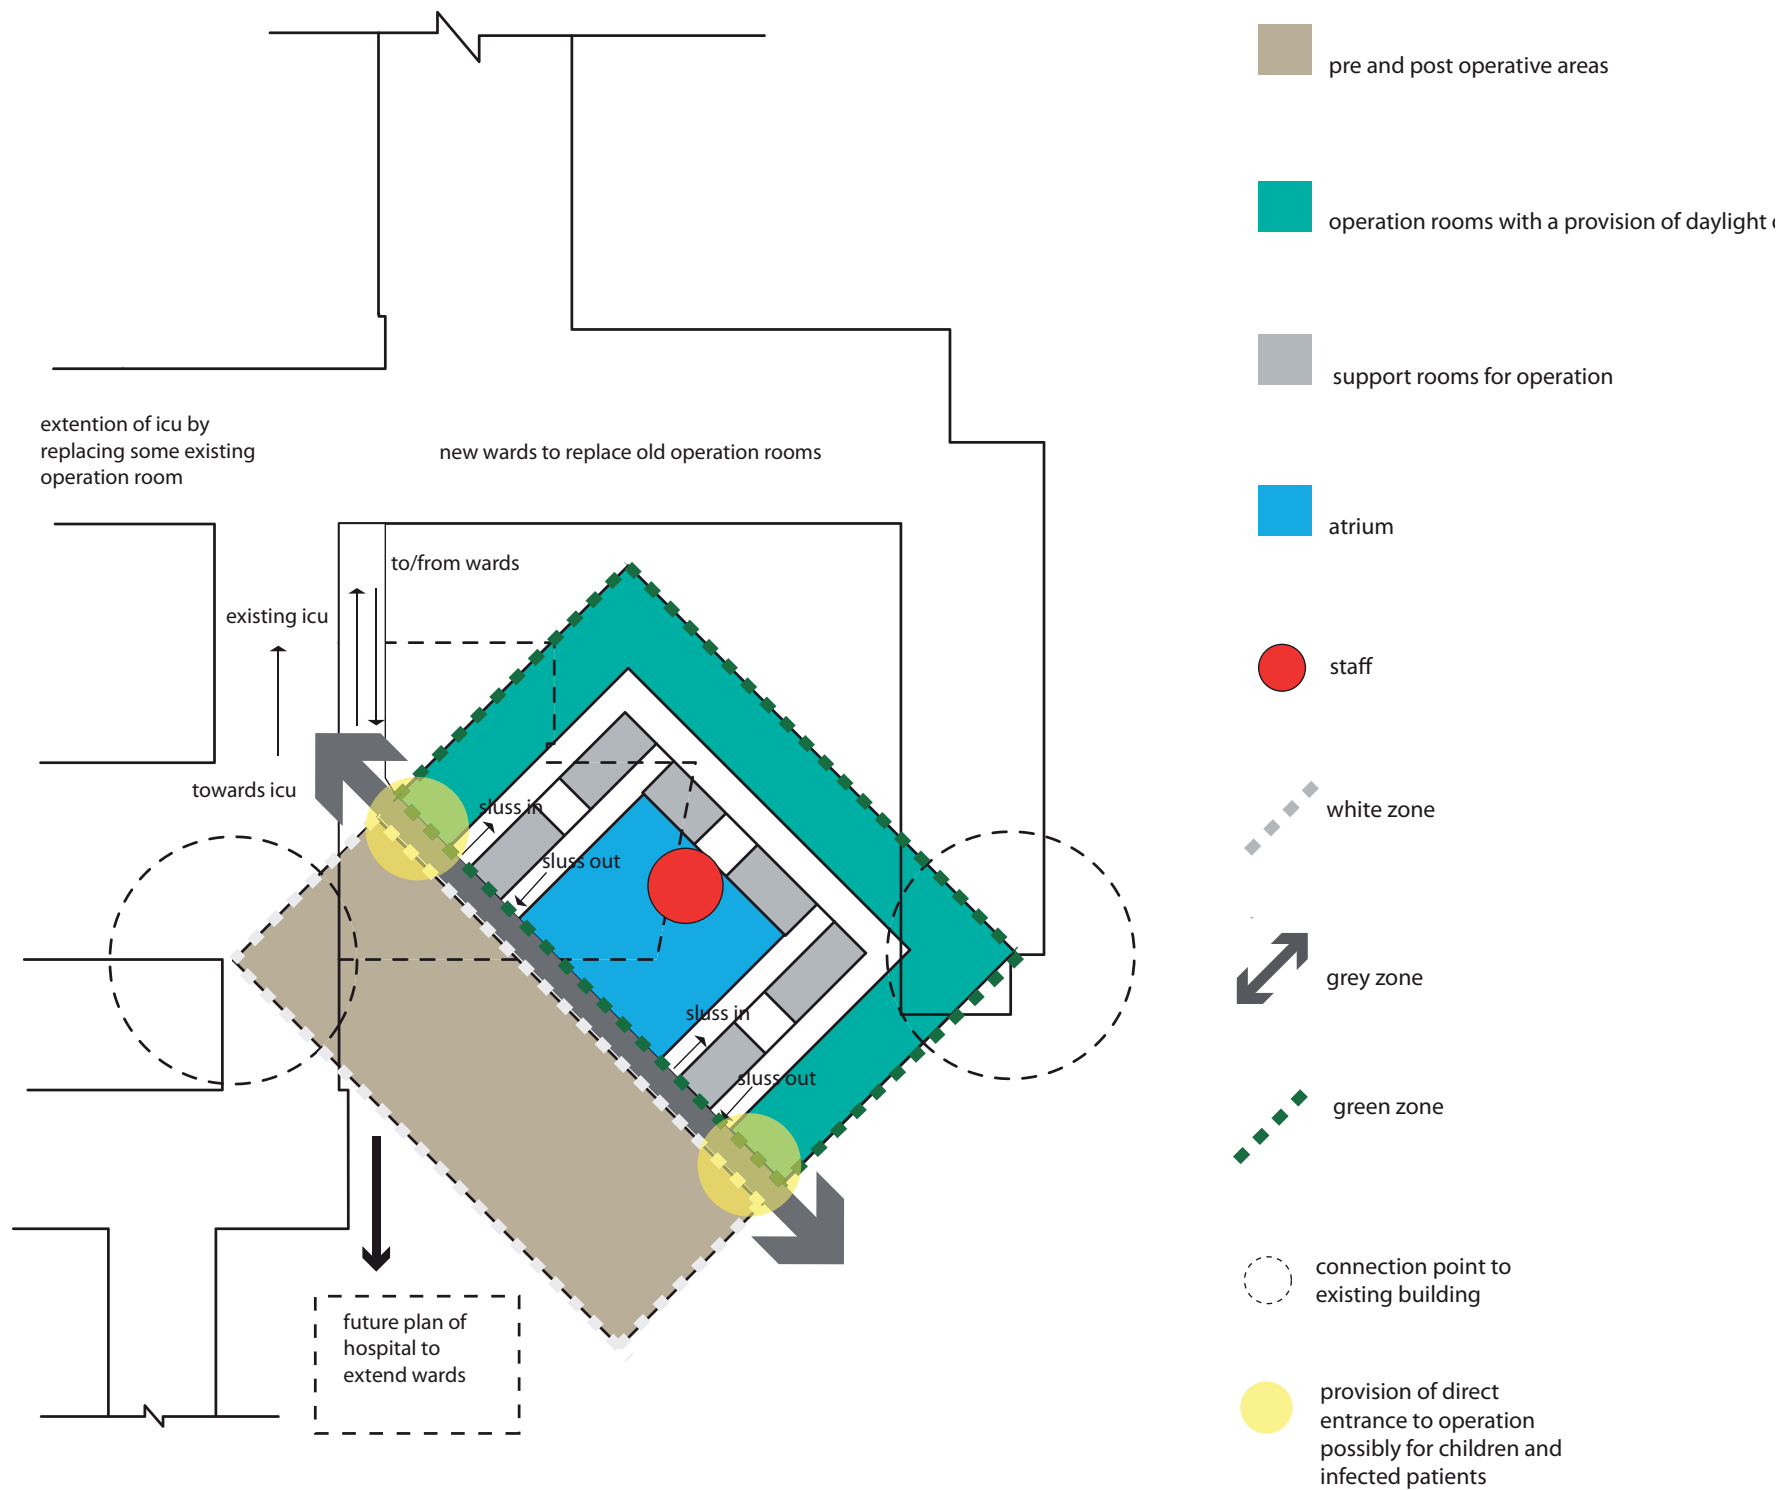 pre and post operative areas
operation rooms with a provision of daylight
support rooms for operation
atrium
staff
white zone
grey zone
green zone
connection point to
existing building
provision of direct
entrance to operation
possibly for children and
infected patients
extention of icu by
replacing some existing
operation room
new wards to replace old operation rooms
to/from wards
existing icu
towards icu
sluss in
sluss out
sluss in
sluss out
future plan of
hospital to
extend wards